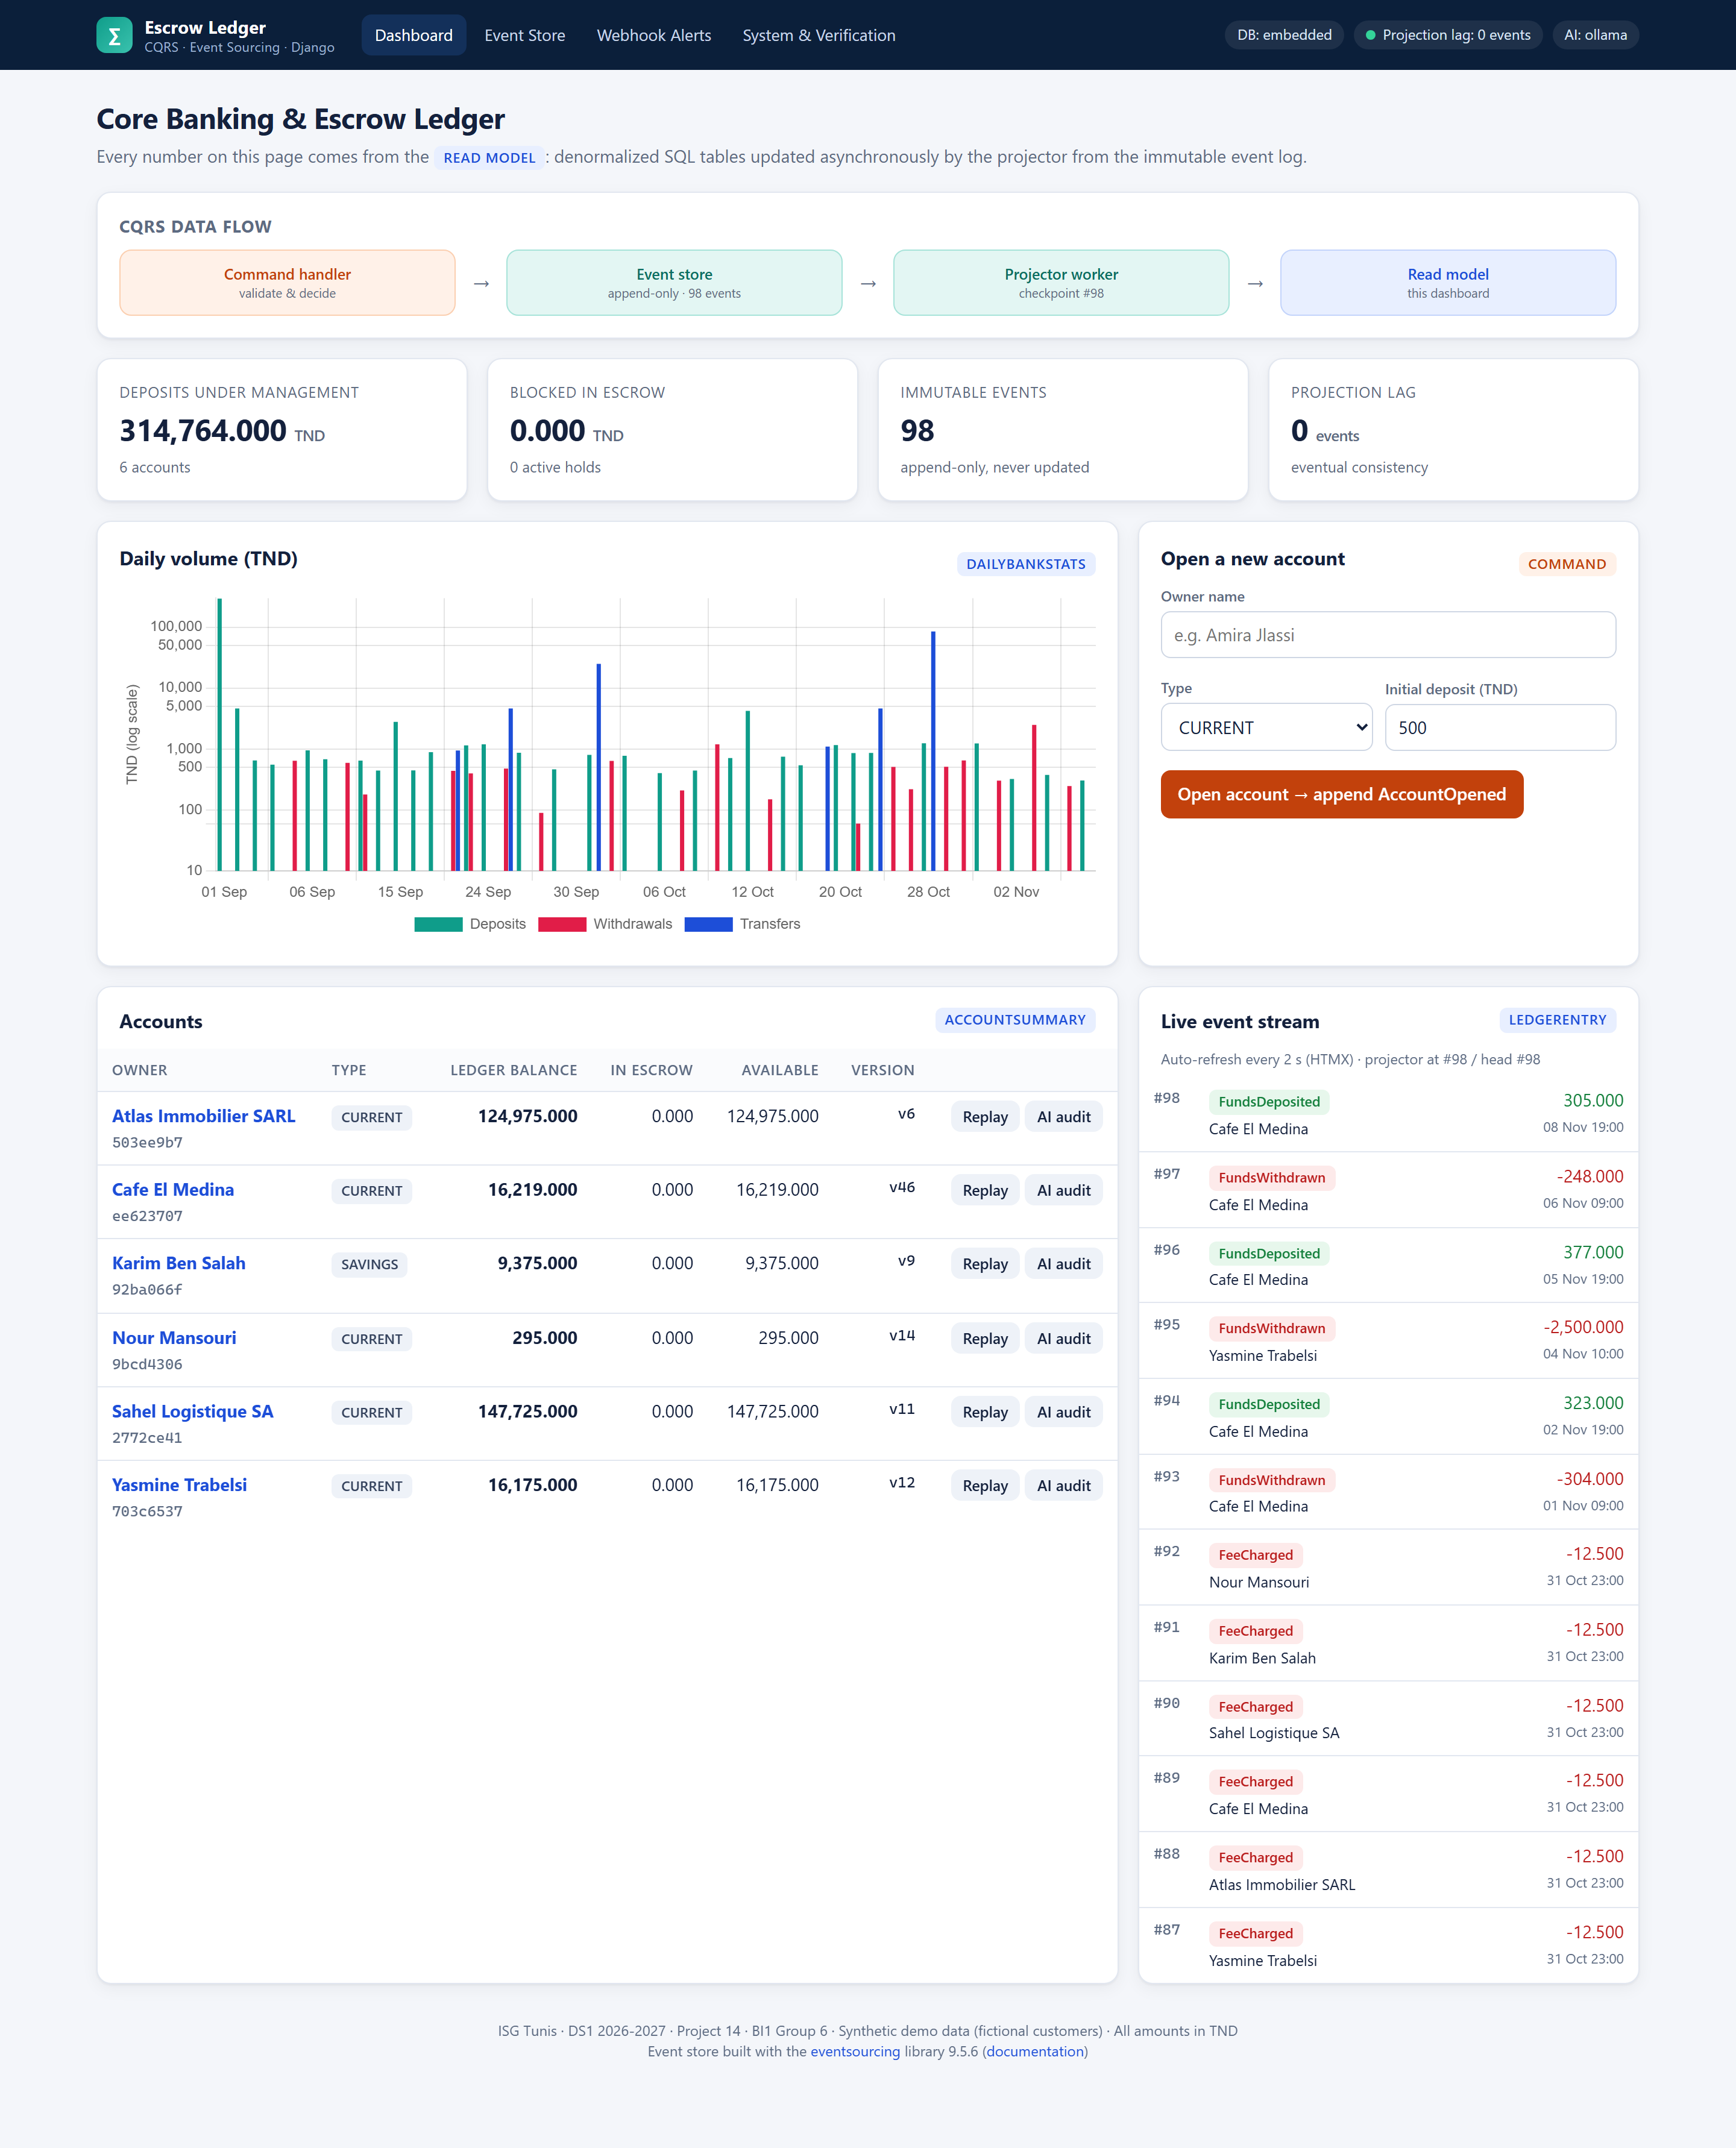 Σ
Escrow Ledger
CQRS · Event Sourcing · Django
Dashboard
Event Store
Webhook Alerts
System & Verification
DB: embedded
Projection lag: 0 events
AI: ollama
Core Banking & Escrow Ledger
Every number on this page comes from the READ MODEL : denormalized SQL tables updated asynchronously by the projector from the immutable event log.
CQRS DATA FLOW
Command handler
validate & decide
→
Event store
append-only · 98 events
→
Projector worker
checkpoint #98
→
Read model
this dashboard
DEPOSITS UNDER MANAGEMENT
314,764.000 TND
6 accounts
BLOCKED IN ESCROW
0.000 TND
0 active holds
IMMUTABLE EVENTS
98
append-only, never updated
PROJECTION LAG
0 events
eventual consistency
Daily volume (TND)
DAILYBANKSTATS
TND (log scale)
100,000
50,000
10,000
5,000
1,000
500
100
10
01 Sep 06 Sep 15 Sep 24 Sep 30 Sep 06 Oct 12 Oct 20 Oct 28 Oct 02 Nov
Deposits Withdrawals Transfers
Open a new account
COMMAND
Owner name
e.g. Amira Jlassi
Type
Initial deposit (TND)
CURRENT
500
Open account → append AccountOpened
Accounts
ACCOUNTSUMMARY
OWNER TYPE LEDGER BALANCE IN ESCROW AVAILABLE VERSION
Atlas Immobilier SARL CURRENT 124,975.000 0.000 124,975.000 v6 Replay AI audit
503ee9b7
Cafe El Medina CURRENT 16,219.000 0.000 16,219.000 v46 Replay AI audit
ee623707
Karim Ben Salah SAVINGS 9,375.000 0.000 9,375.000 v9 Replay AI audit
92ba066f
Nour Mansouri CURRENT 295.000 0.000 295.000 v14 Replay AI audit
9bcd4306
Sahel Logistique SA CURRENT 147,725.000 0.000 147,725.000 v11 Replay AI audit
2772ce41
Yasmine Trabelsi CURRENT 16,175.000 0.000 16,175.000 v12 Replay AI audit
703c6537
Live event stream
LEDGERENTRY
Auto-refresh every 2 s (HTMX) · projector at #98 / head #98
#98 FundsDeposited 305.000
Cafe El Medina 08 Nov 19:00
#97 FundsWithdrawn -248.000
Cafe El Medina 06 Nov 09:00
#96 FundsDeposited 377.000
Cafe El Medina 05 Nov 19:00
#95 FundsWithdrawn -2,500.000
Yasmine Trabelsi 04 Nov 10:00
#94 FundsDeposited 323.000
Cafe El Medina 02 Nov 19:00
#93 FundsWithdrawn -304.000
Cafe El Medina 01 Nov 09:00
#92 FeeCharged -12.500
Nour Mansouri 31 Oct 23:00
#91 FeeCharged -12.500
Karim Ben Salah 31 Oct 23:00
#90 FeeCharged -12.500
Sahel Logistique SA 31 Oct 23:00
#89 FeeCharged -12.500
Cafe El Medina 31 Oct 23:00
#88 FeeCharged -12.500
Atlas Immobilier SARL 31 Oct 23:00
#87 FeeCharged -12.500
Yasmine Trabelsi 31 Oct 23:00
ISG Tunis · DS1 2026-2027 · Project 14 · BI1 Group 6 · Synthetic demo data (fictional customers) · All amounts in TND
Event store built with the eventsourcing library 9.5.6 (documentation)